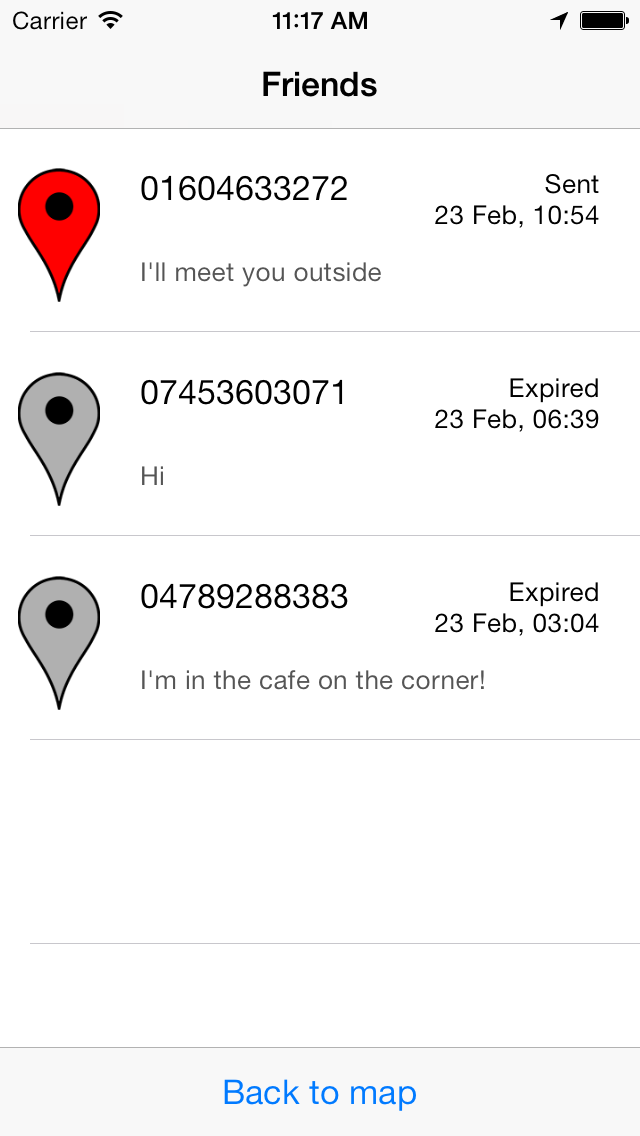 Carrier 11:17 AM
Friends
01604633272
Sent
23 Feb, 10:54
I'll meet you outside
07453603071
Expired
23 Feb, 06:39
Hi
04789288383
Expired
23 Feb, 03:04
I'm in the cafe on the corner!
Back to map